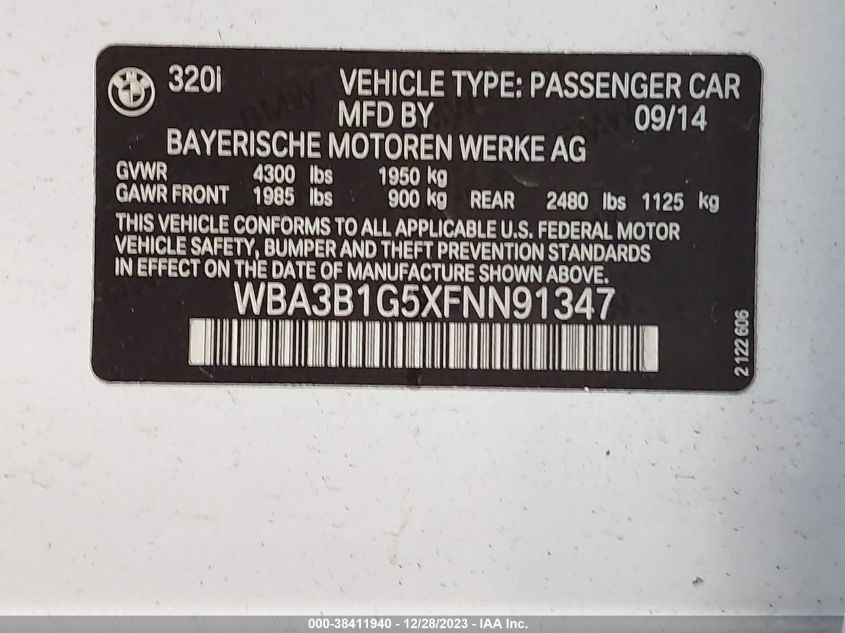 BMW
320i VEHICLE TYPE: PASSENGER CAR
MFD BY 09/14
BAYERISCHE MOTOREN WERKE AG
GVWR 4300 lbs 1950 kg
GAWR FRONT 1985 lbs 900 kg REAR 2480 lbs 1125 kg
THIS VEHICLE CONFORMS TO ALL APPLICABLE U.S. FEDERAL MOTOR
VEHICLE SAFETY, BUMPER AND THEFT PREVENTION STANDARDS
IN EFFECT ON THE DATE OF MANUFACTURE SHOWN ABOVE.
WBA3B1G5XFNN91347
2122606
000-38411940 - 12/28/2023 - IAA Inc.